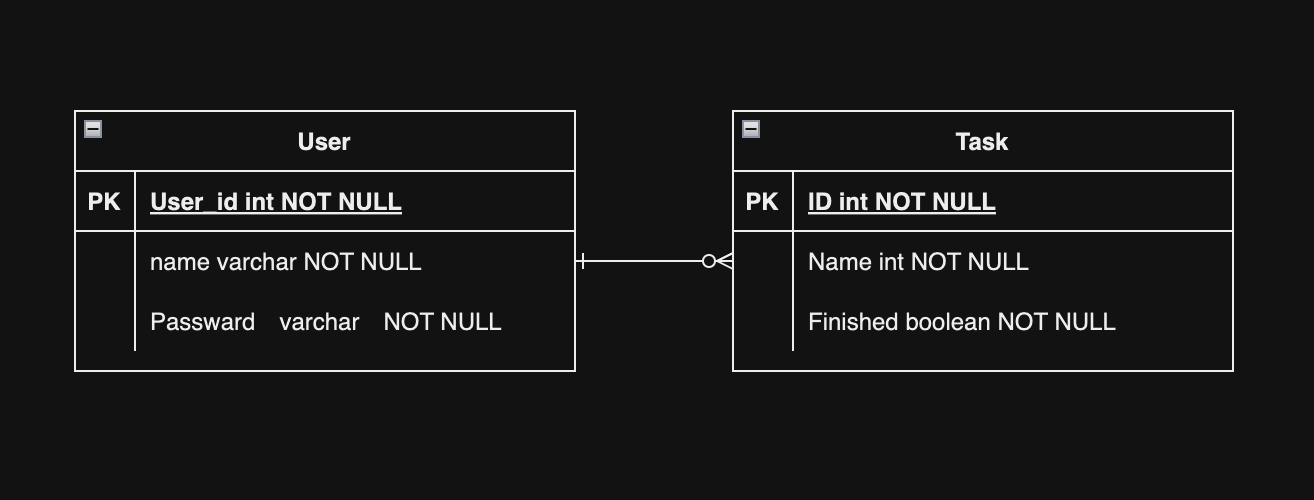 User
PK User_id int NOT NULL
name varchar NOT NULL
Passward varchar NOT NULL
Task
PK ID int NOT NULL
Name int NOT NULL
Finished boolean NOT NULL